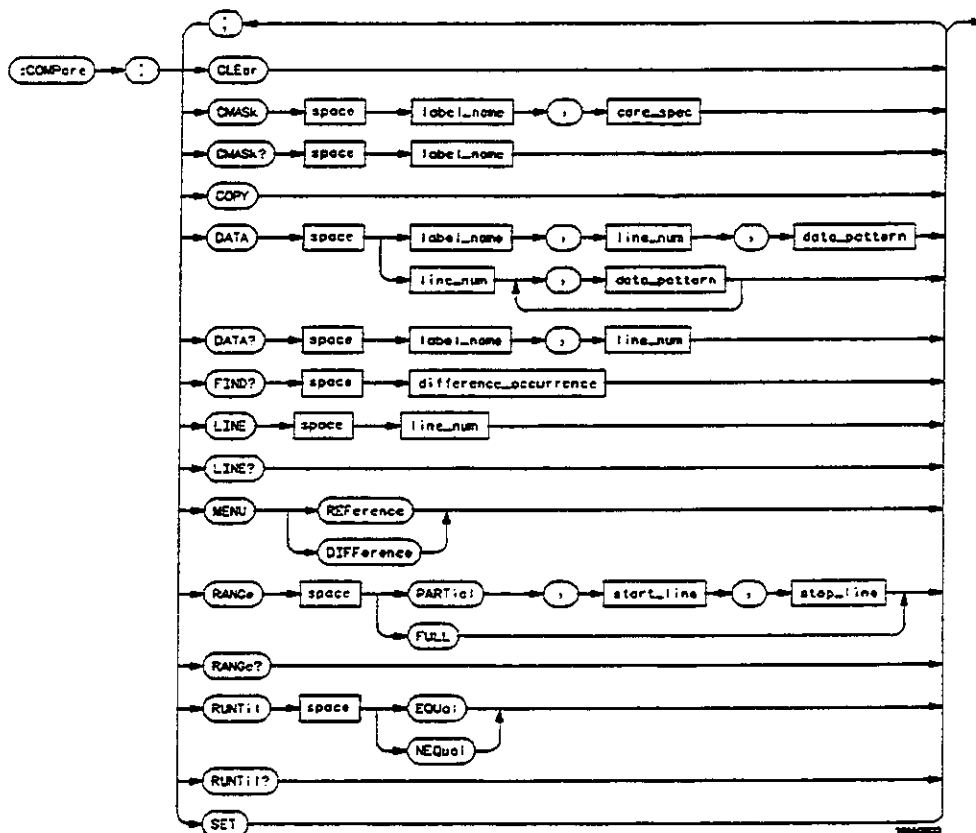 ;
:COMPare : CLEar
CMASk space label_name , care_spec
CMASk? space label_name
COPY
DATA space label_name , line_num , data_pattern
line_num , data_pattern
DATA? space label_name , line_num
FIND? space difference_occurrence
LINE space line_num
LINE?
MENU REFerence
DIFFerence
RANGe space PARTial , start_line , stop_line
FULL
RANGe?
RUNTil space EQUal
NEQual
RUNTil?
SET